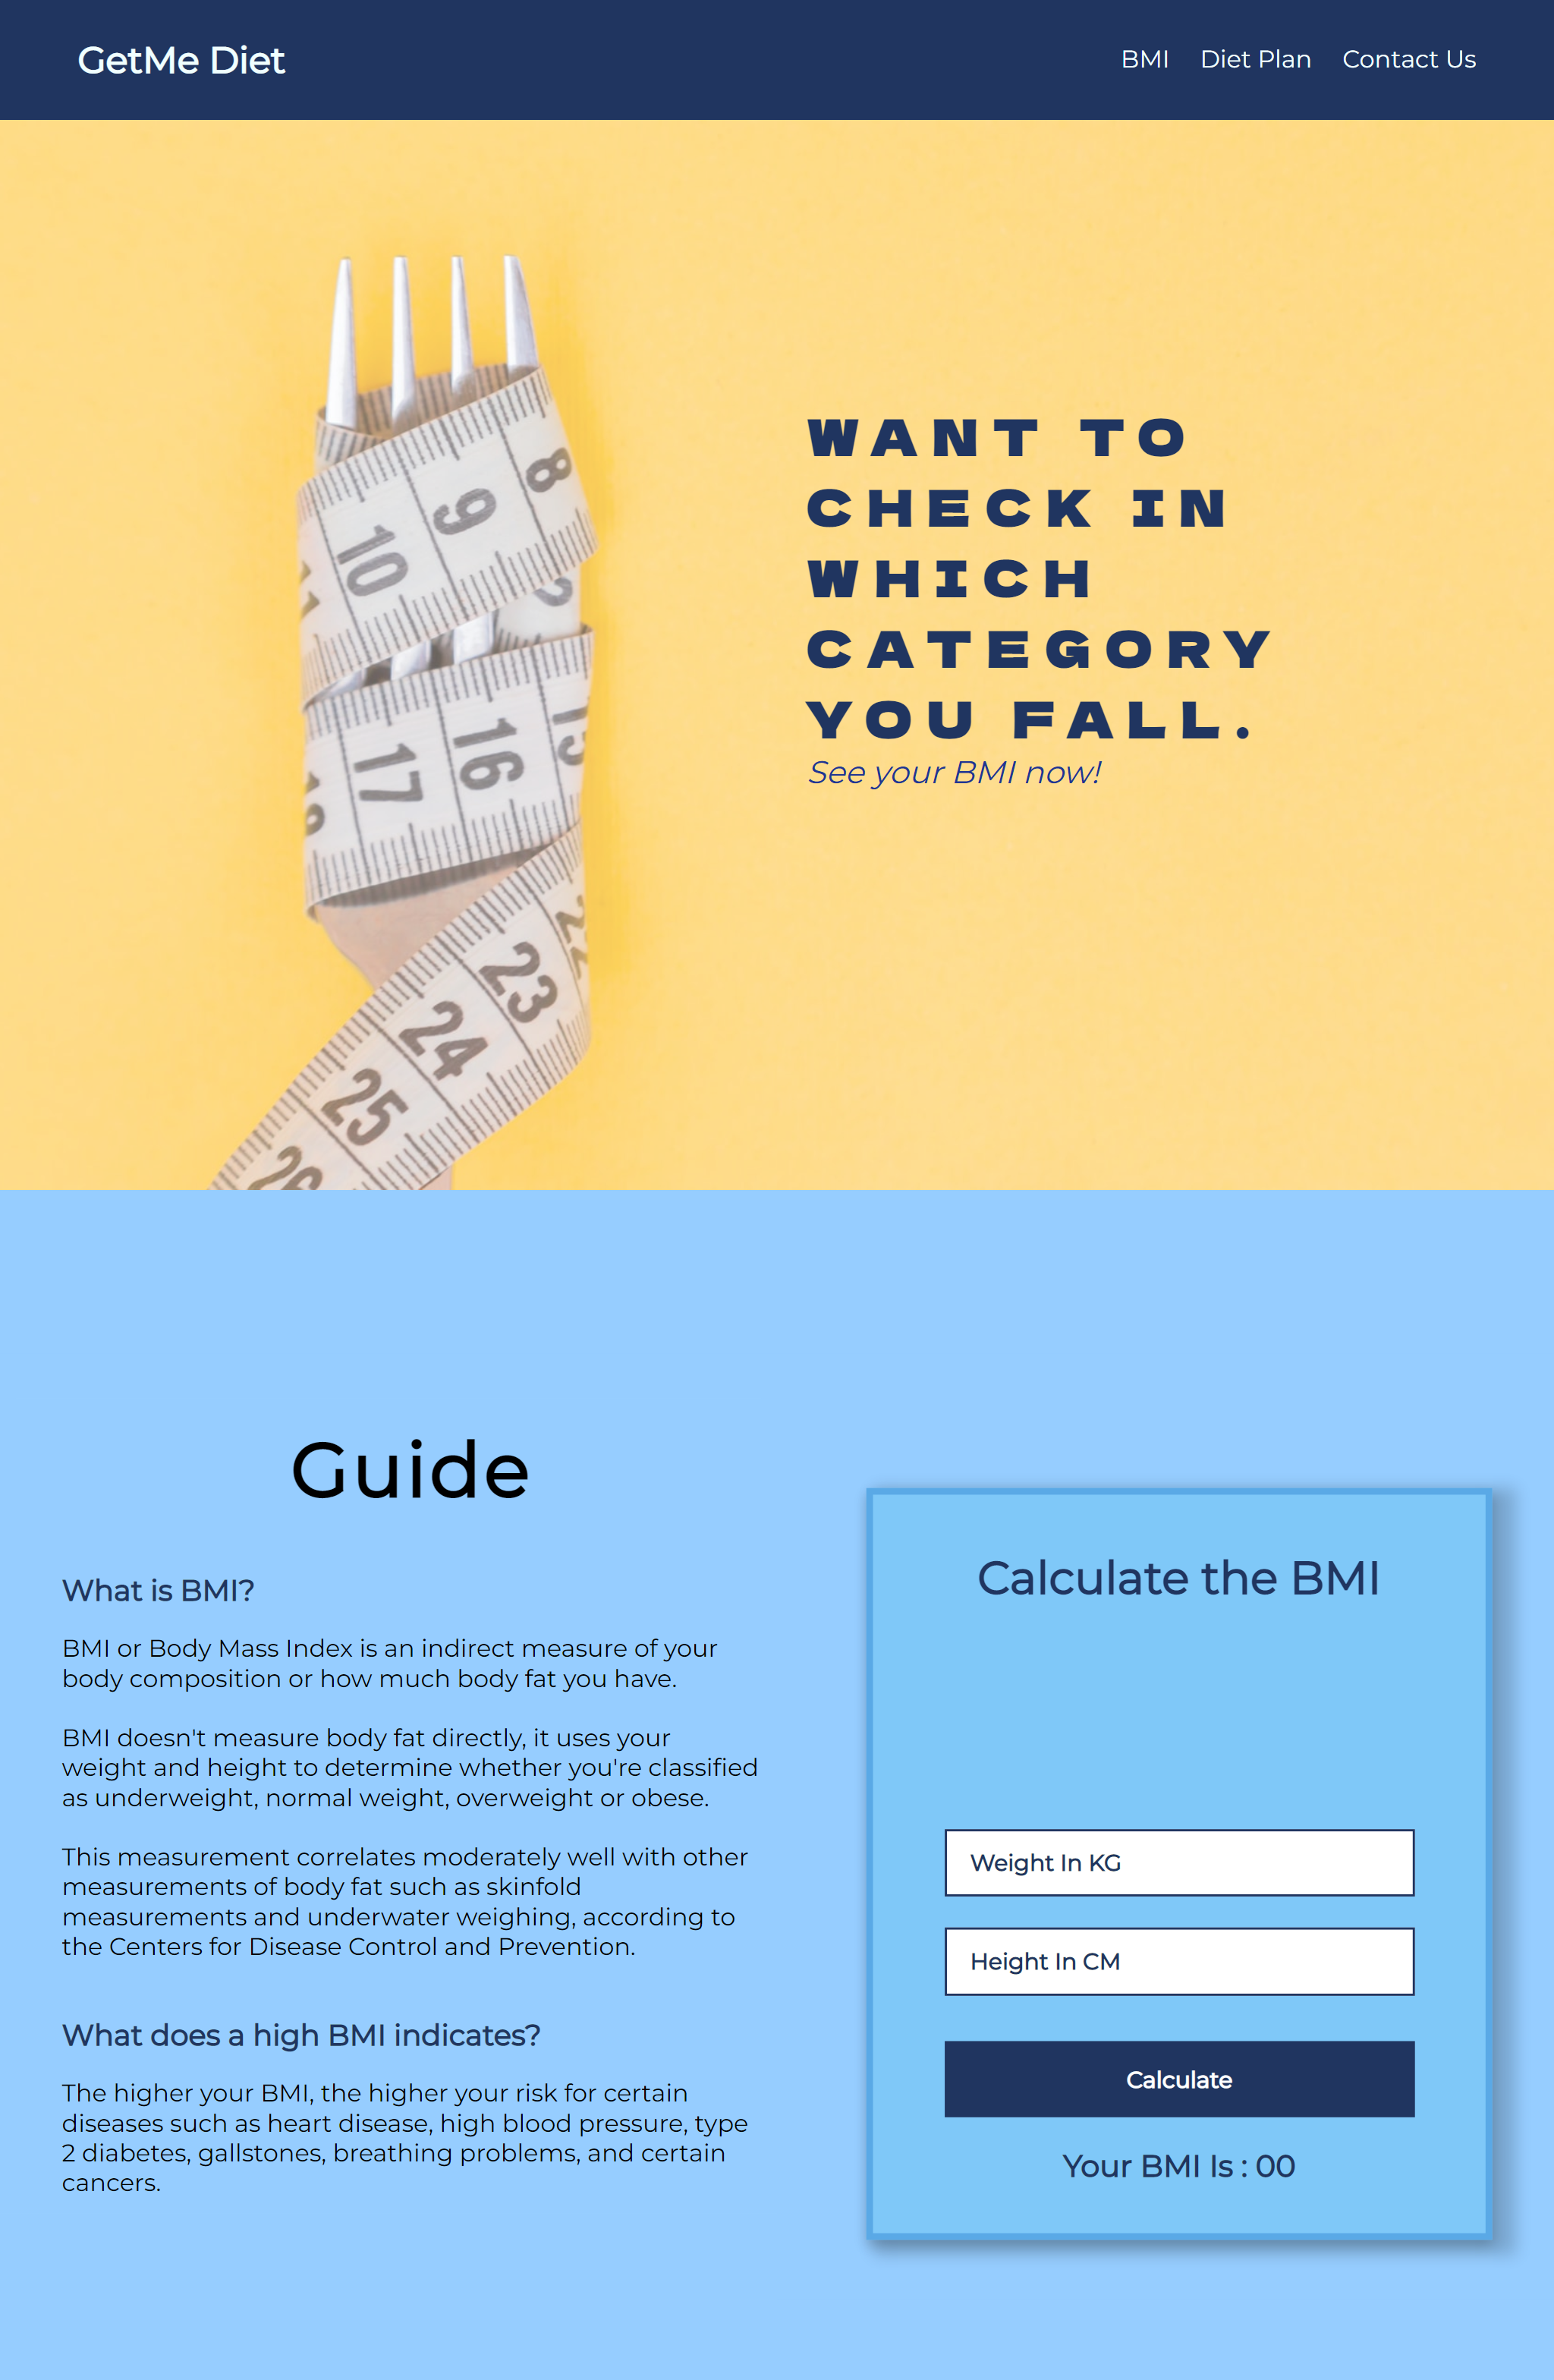 GetMe Diet
BMI Diet Plan Contact Us
8
9
10
16
17
23
24
25
26
WANT TO
CHECK IN
WHICH
CATEGORY
YOU FALL.
See your BMI now!
Guide
What is BMI?
BMI or Body Mass Index is an indirect measure of your
body composition or how much body fat you have.
BMI doesn't measure body fat directly, it uses your
weight and height to determine whether you're classified
as underweight, normal weight, overweight or obese.
This measurement correlates moderately well with other
measurements of body fat such as skinfold
measurements and underwater weighing, according to
the Centers for Disease Control and Prevention.
What does a high BMI indicates?
The higher your BMI, the higher your risk for certain
diseases such as heart disease, high blood pressure, type
2 diabetes, gallstones, breathing problems, and certain
cancers.
Calculate the BMI
Weight In KG
Height In CM
Calculate
Your BMI Is : 00